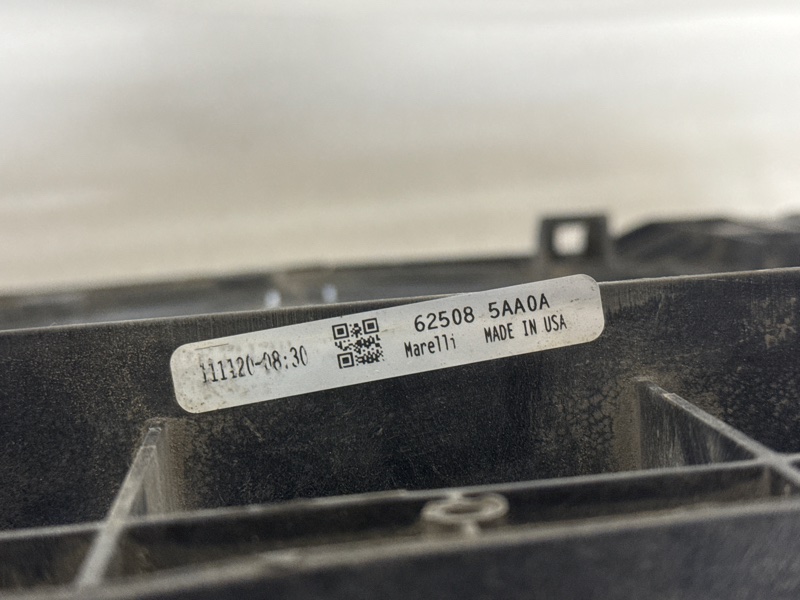 111120-08:30
62508 5AA0A
Marelli MADE IN USA